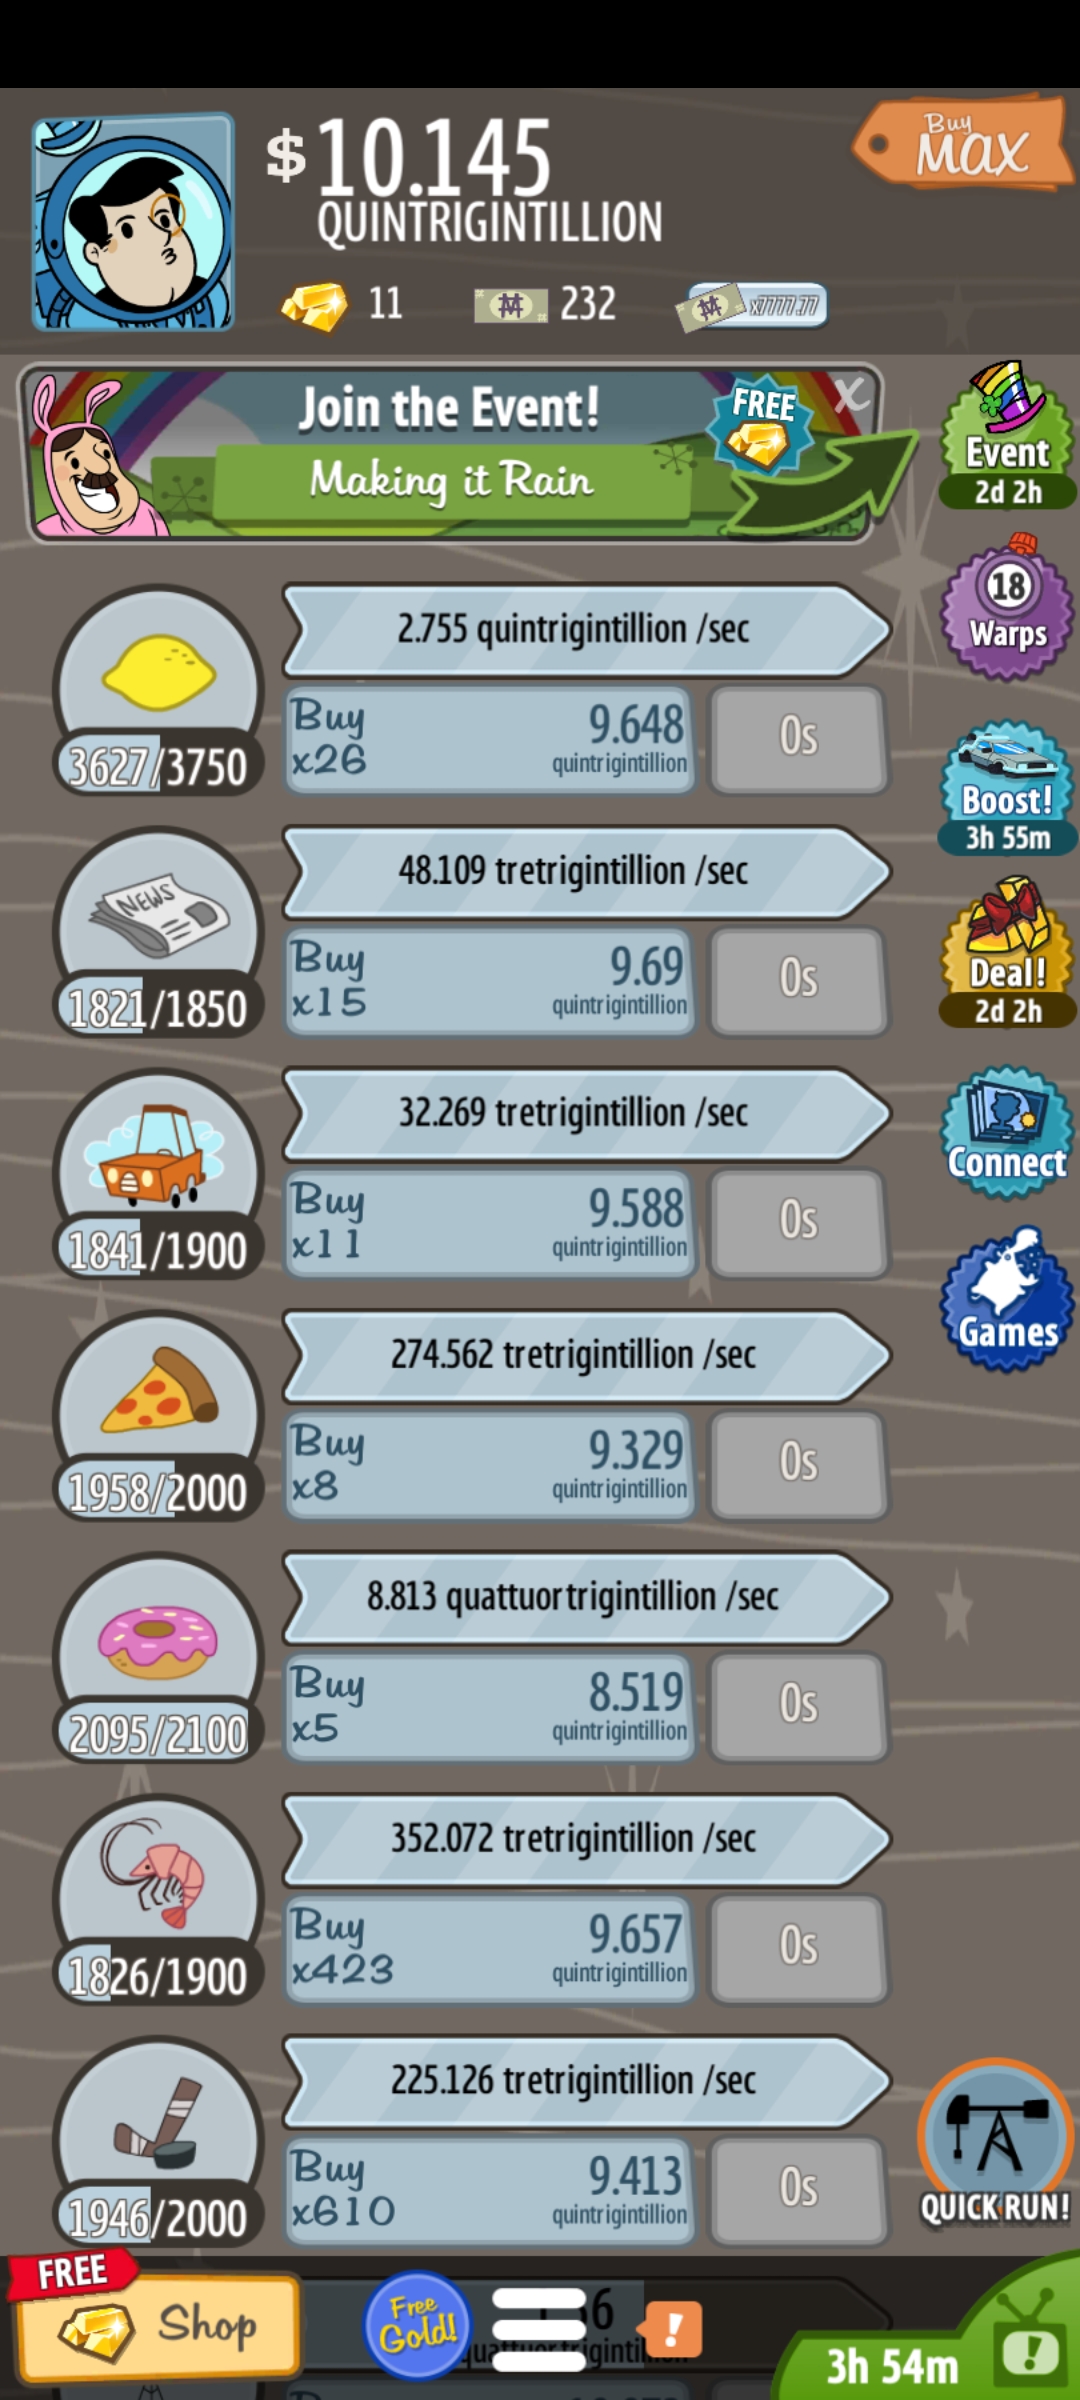 $10.145
QUINTRIGINTILLION
Buy
Max
11
232
x7777.77
Join the Event!
Making it Rain
FREE
X
Event
2d 2h
2.755 quintrigintillion /sec
3627/3750
Buy
x26
9.648
quintrigintillion
0s
18
Warps
48.109 tretrigintillion /sec
NEWS
1821/1850
Buy
x15
9.69
quintrigintillion
0s
Boost!
3h 55m
Deal!
2d 2h
32.269 tretrigintillion /sec
1841/1900
Buy
x11
9.588
quintrigintillion
0s
Connect
Games
274.562 tretrigintillion /sec
1958/2000
Buy
x8
9.329
quintrigintillion
0s
8.813 quattuortrigintillion /sec
2095/2100
Buy
x5
8.519
quintrigintillion
0s
352.072 tretrigintillion /sec
1826/1900
Buy
x423
9.657
quintrigintillion
0s
225.126 tretrigintillion /sec
1946/2000
Buy
x610
9.413
quintrigintillion
0s
QUICK RUN!
FREE
Shop
Free
Gold!
!
3h 54m
!